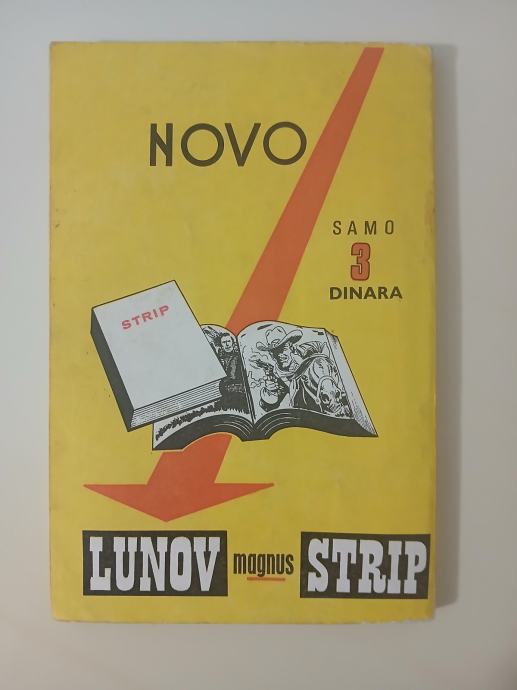 NOVO
SAMO
3
DINARA
STRIP
LUNOV magnus STRIP